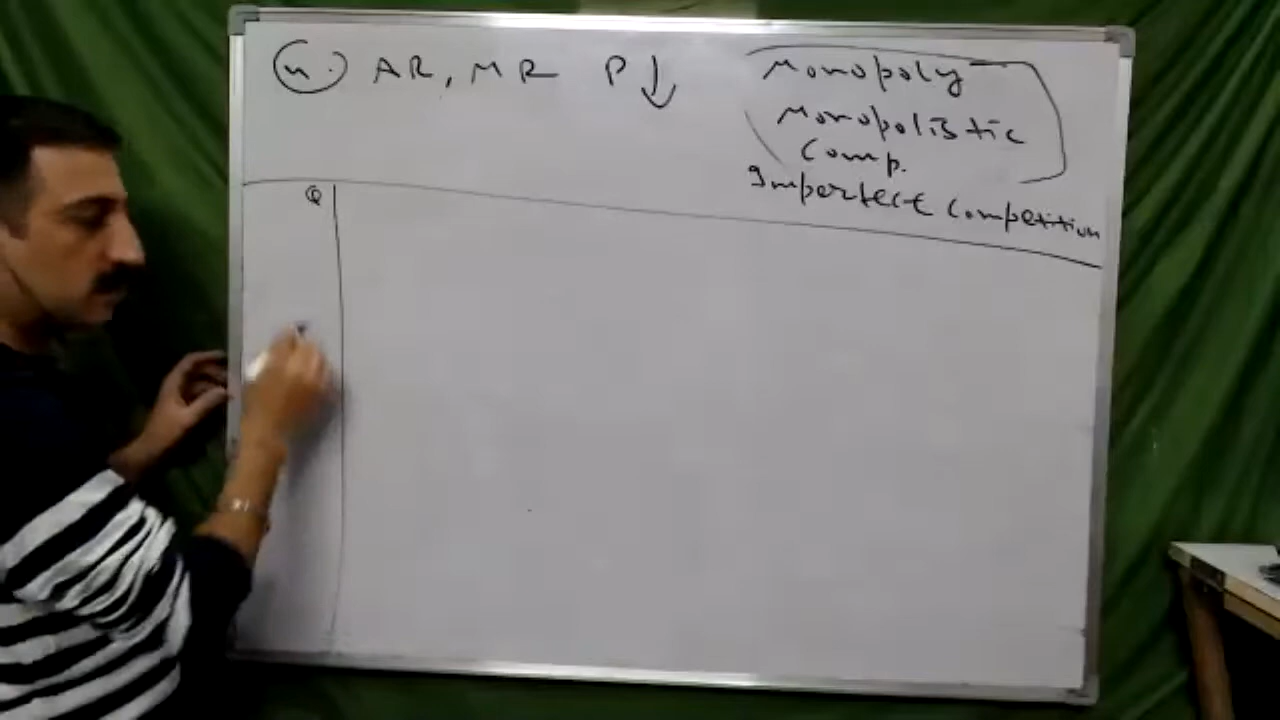 n. AR, MR P↓
Monopoly
Monopolistic
Comp.
Imperfect Competition
Q